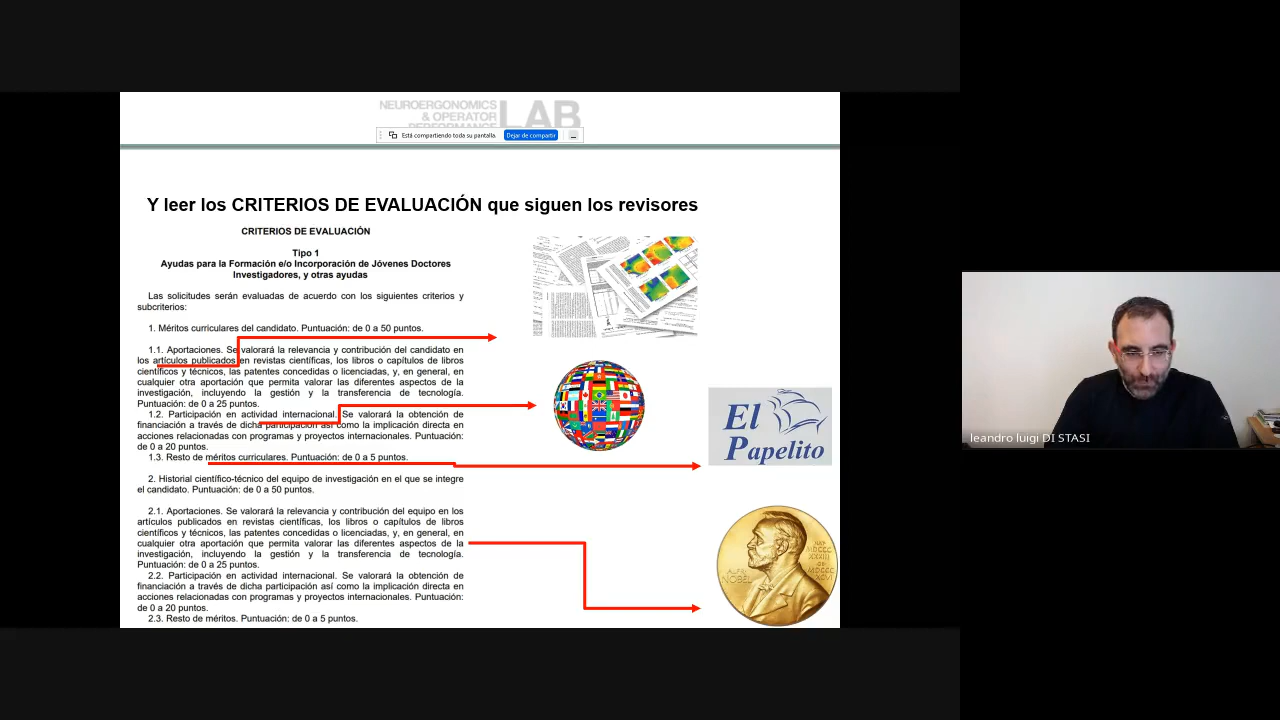 NEUROERGONOMICS
& OPERATOR
PERFORMANCE
LAB
Está compartiendo toda su pantalla.
Dejar de compartir
Y leer los CRITERIOS DE EVALUACIÓN que siguen los revisores
CRITERIOS DE EVALUACIÓN
Tipo 1
Ayudas para la Formación e/o Incorporación de Jóvenes Doctores
Investigadores, y otras ayudas
Las solicitudes serán evaluadas de acuerdo con los siguientes criterios y
subcriterios:
1. Méritos curriculares del candidato. Puntuación: de 0 a 50 puntos.
1.1. Aportaciones. Se valorará la relevancia y contribución del candidato en
los artículos publicados en revistas científicas, los libros o capítulos de libros
científicos y técnicos, las patentes concedidas o licenciadas, y, en general, en
cualquier otra aportación que permita valorar las diferentes aspectos de la
investigación, incluyendo la gestión y la transferencia de tecnología.
Puntuación: de 0 a 25 puntos.
1.2. Participación en actividad internacional. Se valorará la obtención de
financiación a través de dicha participación así como la implicación directa en
acciones relacionadas con programas y proyectos internacionales. Puntuación:
de 0 a 20 puntos.
1.3. Resto de méritos curriculares. Puntuación: de 0 a 5 puntos.
2. Historial científico-técnico del equipo de investigación en el que se integre
el candidato. Puntuación: de 0 a 50 puntos.
2.1. Aportaciones. Se valorará la relevancia y contribución del equipo en los
artículos publicados en revistas científicas, los libros o capítulos de libros
científicos y técnicos, las patentes concedidas o licenciadas, y, en general, en
cualquier otra aportación que permita valorar las diferentes aspectos de la
investigación, incluyendo la gestión y la transferencia de tecnología.
Puntuación: de 0 a 25 puntos.
2.2. Participación en actividad internacional. Se valorará la obtención de
financiación a través de dicha participación así como la implicación directa en
acciones relacionadas con programas y proyectos internacionales. Puntuación:
de 0 a 20 puntos.
2.3. Resto de méritos. Puntuación: de 0 a 5 puntos.
El
Papelito
NOBEL
leandro luigi DI STASI